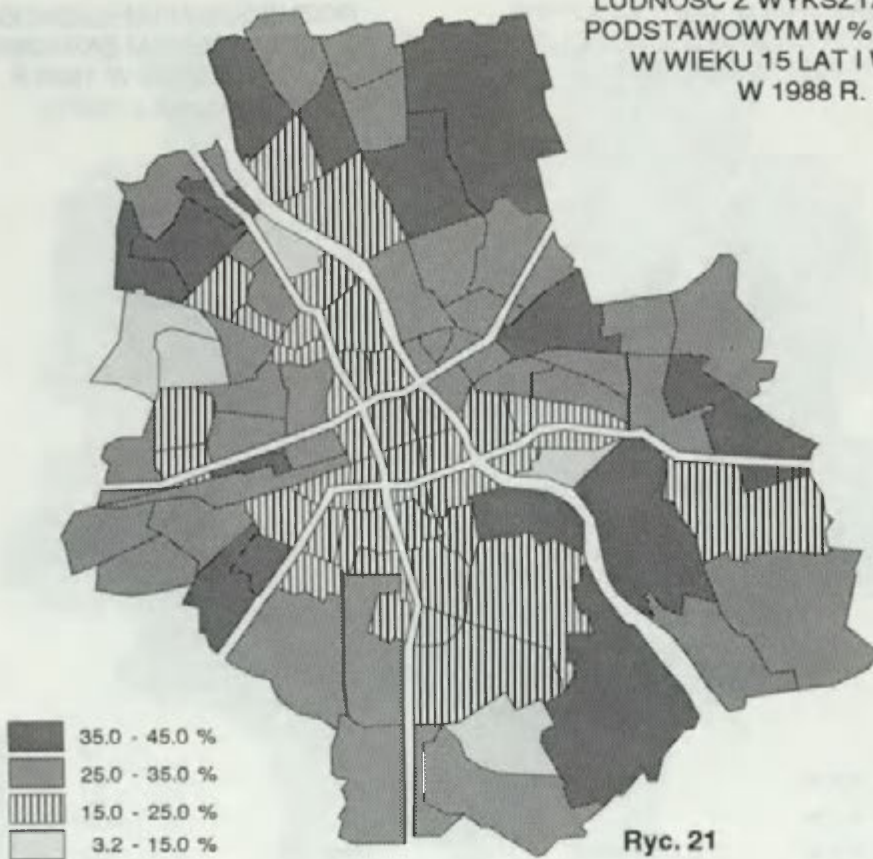 LUDNOŚĆ Z
PODSTAWOWYM W %
W WIEKU 15 LAT I
W 1988 R.
35.0 - 45.0 %
25.0 - 35.0 %
15.0 - 25.0 %
3.2 - 15.0 %
Ryc. 21